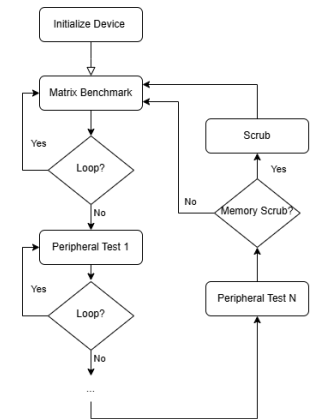 Initialize Device
Matrix Benchmark
Yes
Loop?
No
Peripheral Test 1
Yes
Loop?
No
...
Peripheral Test N
Memory Scrub?
No
Yes
Scrub